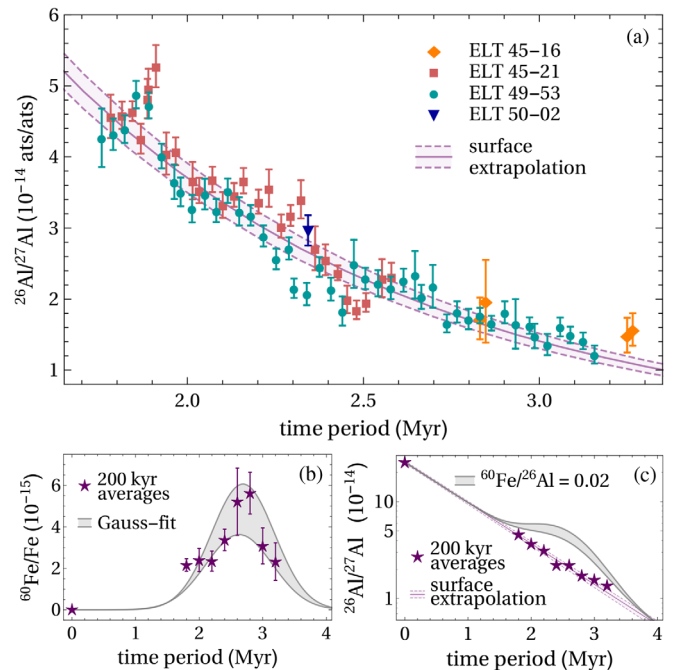 (a)
ELT 45-16
ELT 45-21
ELT 49-53
ELT 50-02
surface
extrapolation
²⁶Al/²⁷Al (10⁻¹⁴ ats/ats)
6
5
4
3
2
1
2.0 2.5 3.0
time period (Myr)
(b)
200 kyr
averages
Gauss-fit
⁶⁰Fe/Fe (10⁻¹⁵)
6
4
2
0
0 1 2 3 4
time period (Myr)
(c)
⁶⁰Fe/²⁶Al = 0.02
200 kyr
averages
surface
extrapolation
²⁶Al/²⁷Al (10⁻¹⁴)
10
5
1
0 1 2 3 4
time period (Myr)